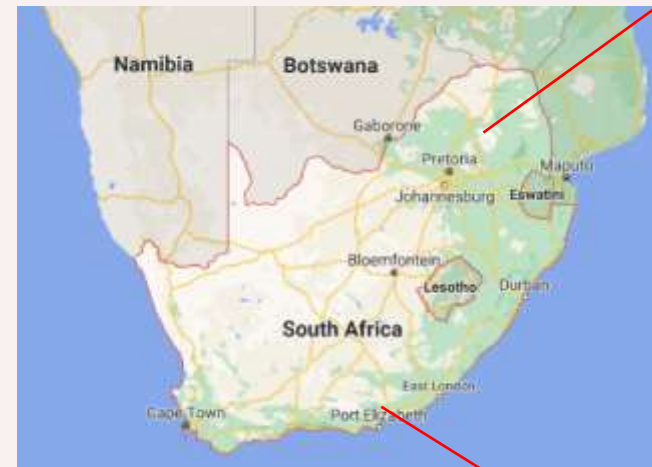 Namibia
Botswana
Gaborone
Pretoria
Maputo
Johannesburg
Eswatini
Bloemfontein
Lesotho
Durban
South Africa
East London
Cape Town
Port Elizabeth